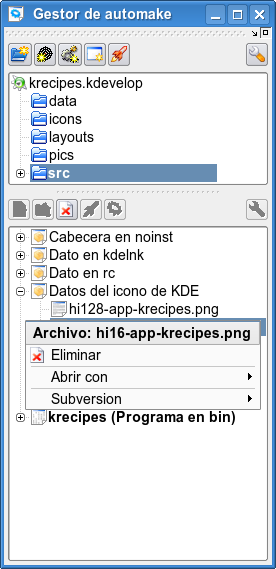 Gestor de automake
krecipes.kdevelop
data
icons
layouts
pics
src
Cabecera en noinst
Dato en kdelnk
Dato en rc
Datos del icono de KDE
hi128-app-krecipes.png
Archivo: hi16-app-krecipes.png
Eliminar
Abrir con
Subversion
krecipes (Programa en bin)